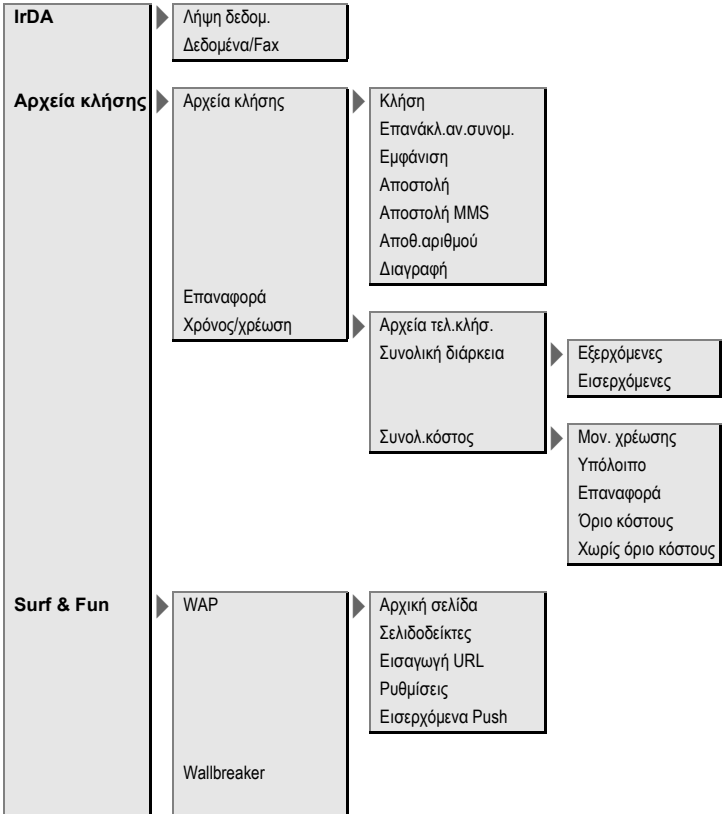 IrDA
Λήψη δεδομ.
Δεδομένα/Fax
Αρχεία κλήσης
Αρχεία κλήσης
Κλήση
Επανάκλ.αν.συνομ.
Εμφάνιση
Αποστολή
Αποστολή MMS
Αποθ.αριθμού
Διαγραφή
Επαναφορά
Χρόνος/χρέωση
Αρχεία τελ.κλήσ.
Συνολική διάρκεια
Εξερχόμενες
Εισερχόμενες
Συνολ.κόστος
Μον. χρέωσης
Υπόλοιπο
Επαναφορά
Όριο κόστους
Χωρίς όριο κόστους
Surf & Fun
WAP
Αρχική σελίδα
Σελιδοδείκτες
Εισαγωγή URL
Ρυθμίσεις
Εισερχόμενα Push
Wallbreaker